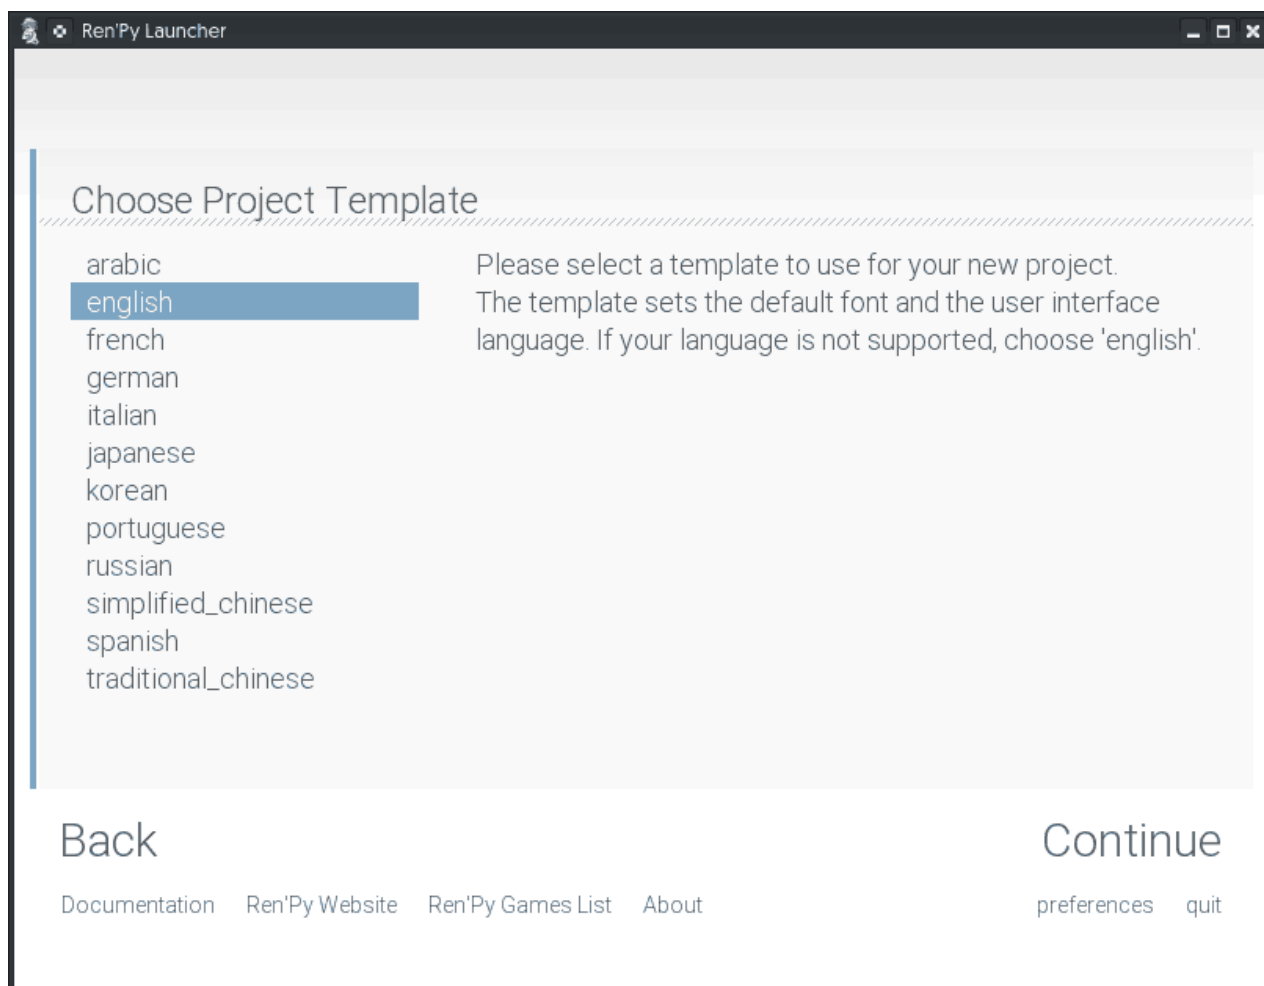 Ren'Py Launcher
Choose Project Template
arabic
english
french
german
italian
japanese
korean
portuguese
russian
simplified_chinese
spanish
traditional_chinese
Please select a template to use for your new project.
The template sets the default font and the user interface
language. If your language is not supported, choose 'english'.
Back
Continue
Documentation
Ren'Py Website
Ren'Py Games List
About
preferences
quit